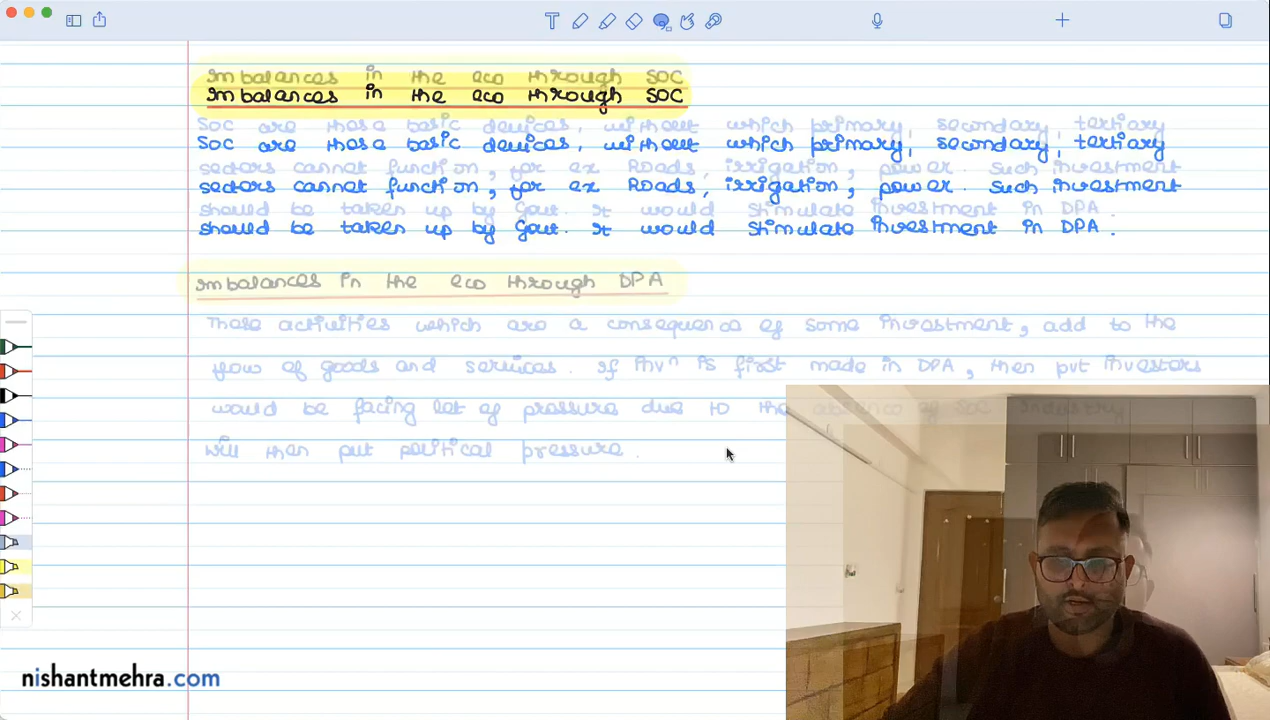 Imbalances in the eco through SOC
Imbalances in the eco through SOC
SOC are those basic devices, without which primary, secondary, tertiary
SOC are those basic devices, without which primary, secondary, tertiary
sectors cannot function, for ex Roads, irrigation, power. Such investment
sectors cannot function, for ex Roads, irrigation, power. Such investment
should be taken up by Govt. It would stimulate investment in DPA.
should be taken up by Govt. It would stimulate investment in DPA.
Imbalances in the eco through DPA
Those activities which are a consequence of some investment, add to the
flow of goods and services. If invⁿ is first made in DPA, then pvt investors
would be facing lot of pressure due to the absence of SOC industry
will then put political pressure.
nishantmehra.com